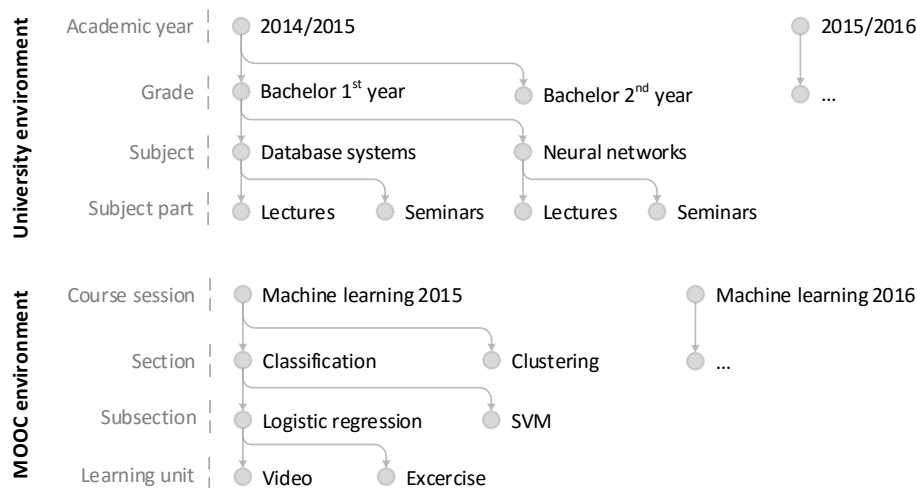 University environment
Academic year 2014/2015 2015/2016
Grade Bachelor 1st year Bachelor 2nd year ...
Subject Database systems Neural networks
Subject part Lectures Seminars Lectures Seminars
MOOC environment
Course session Machine learning 2015 Machine learning 2016
Section Classification Clustering ...
Subsection Logistic regression SVM
Learning unit Video Excercise